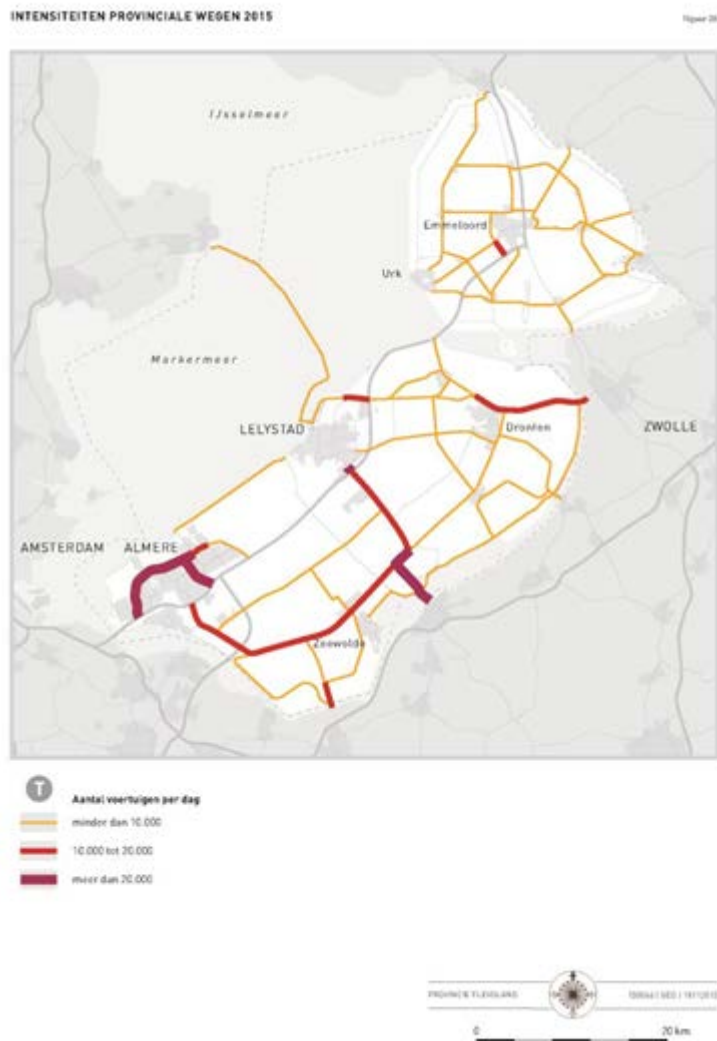 INTENSITEITEN PROVINCIALE WEGEN 2015
IJsselmeer
Emmeloord
Urk
Markermeer
LELYSTAD
Dronten
ZWOLLE
AMSTERDAM
ALMERE
Zeewolde
T
Aantal voertuigen per dag
minder dan 10.000
10.000 tot 20.000
meer dan 20.000
PROVINCIE FLEVOLAND
0
20 km